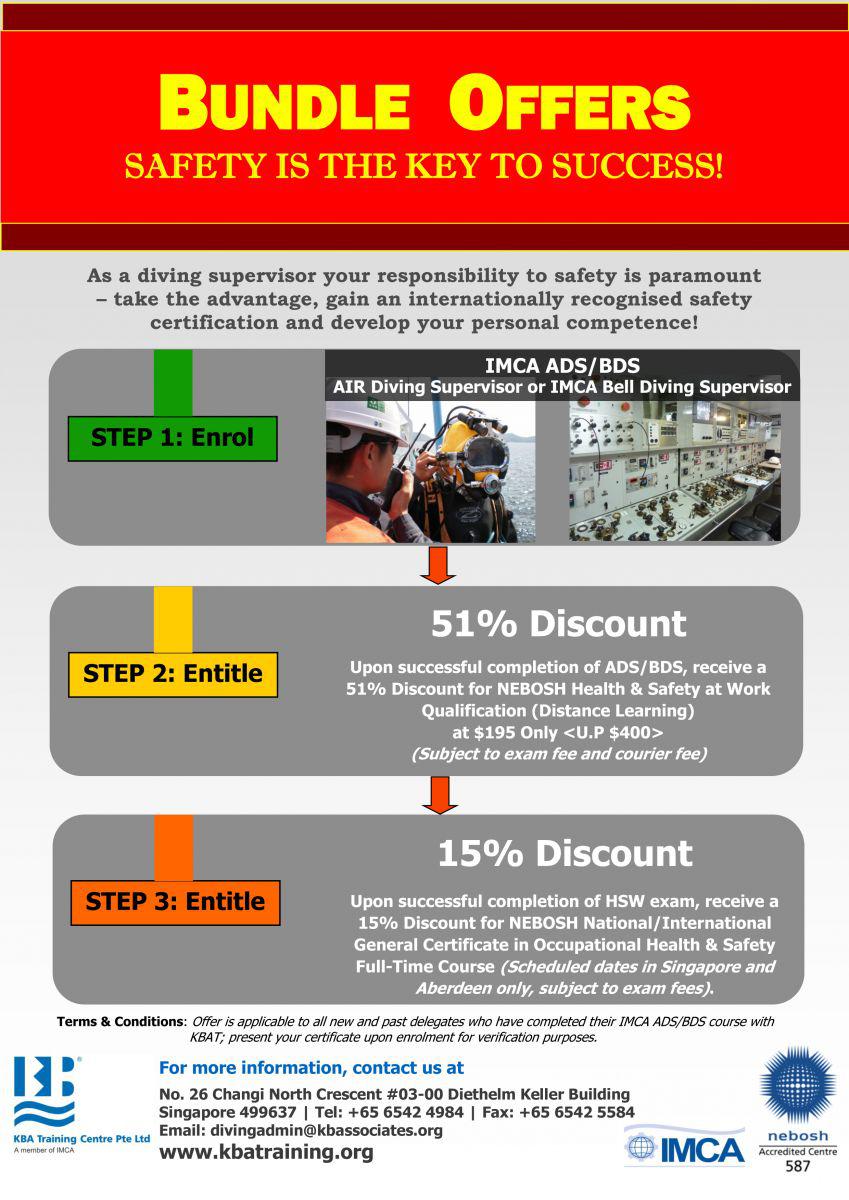 BUNDLE OFFERS
SAFETY IS THE KEY TO SUCCESS!
As a diving supervisor your responsibility to safety is paramount
– take the advantage, gain an internationally recognised safety
certification and develop your personal competence!
IMCA ADS/BDS
AIR Diving Supervisor or IMCA Bell Diving Supervisor
STEP 1: Enrol
51% Discount
STEP 2: Entitle
Upon successful completion of ADS/BDS, receive a
51% Discount for NEBOSH Health & Safety at Work
Qualification (Distance Learning)
at $195 Only <U.P $400>
(Subject to exam fee and courier fee)
15% Discount
STEP 3: Entitle
Upon successful completion of HSW exam, receive a
15% Discount for NEBOSH National/International
General Certificate in Occupational Health & Safety
Full-Time Course (Scheduled dates in Singapore and
Aberdeen only, subject to exam fees).
Terms & Conditions: Offer is applicable to all new and past delegates who have completed their IMCA ADS/BDS course with
KBAT; present your certificate upon enrolment for verification purposes.
KB®
KBA Training Centre Pte Ltd
A member of IMCA
For more information, contact us at
No. 26 Changi North Crescent #03-00 Diethelm Keller Building
Singapore 499637 | Tel: +65 6542 4984 | Fax: +65 6542 5584
Email: divingadmin@kbassociates.org
www.kbatraining.org
IMCA
nebosh
Accredited Centre
587